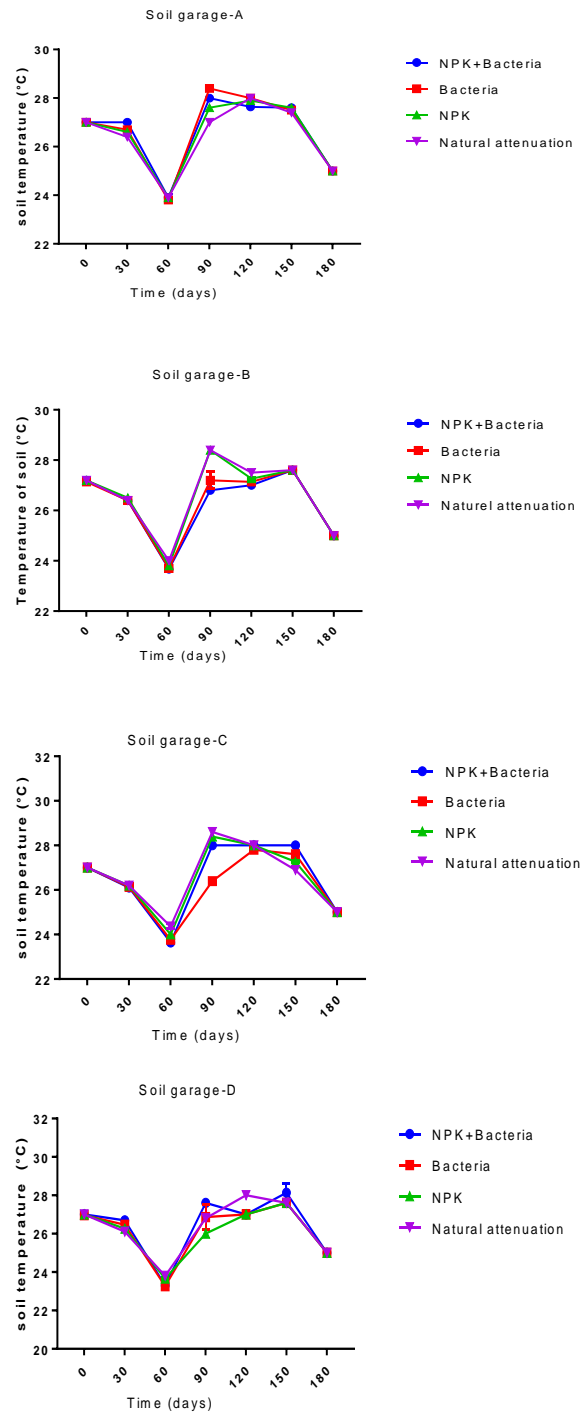 Soil garage-A
30
28
26
24
22
soil temperature (°C)
0
30
60
90
120
150
180
Time (days)
NPK+Bacteria
Bacteria
NPK
Natural attenuation
Soil garage-B
30
28
26
24
22
Temperature of soil (°C)
0
30
60
90
120
150
180
Time (days)
NPK+Bacteria
Bacteria
NPK
Naturel attenuation
Soil garage-C
32
30
28
26
24
22
soil temperature (°C)
0
30
60
90
120
150
180
Time (days)
NPK+Bacteria
Bacteria
NPK
Natural attenuation
Soil garage-D
32
30
28
26
24
22
20
soil temperature (°C)
0
30
60
90
120
150
180
Time (days)
NPK+Bacteria
Bacteria
NPK
Natural attenuation